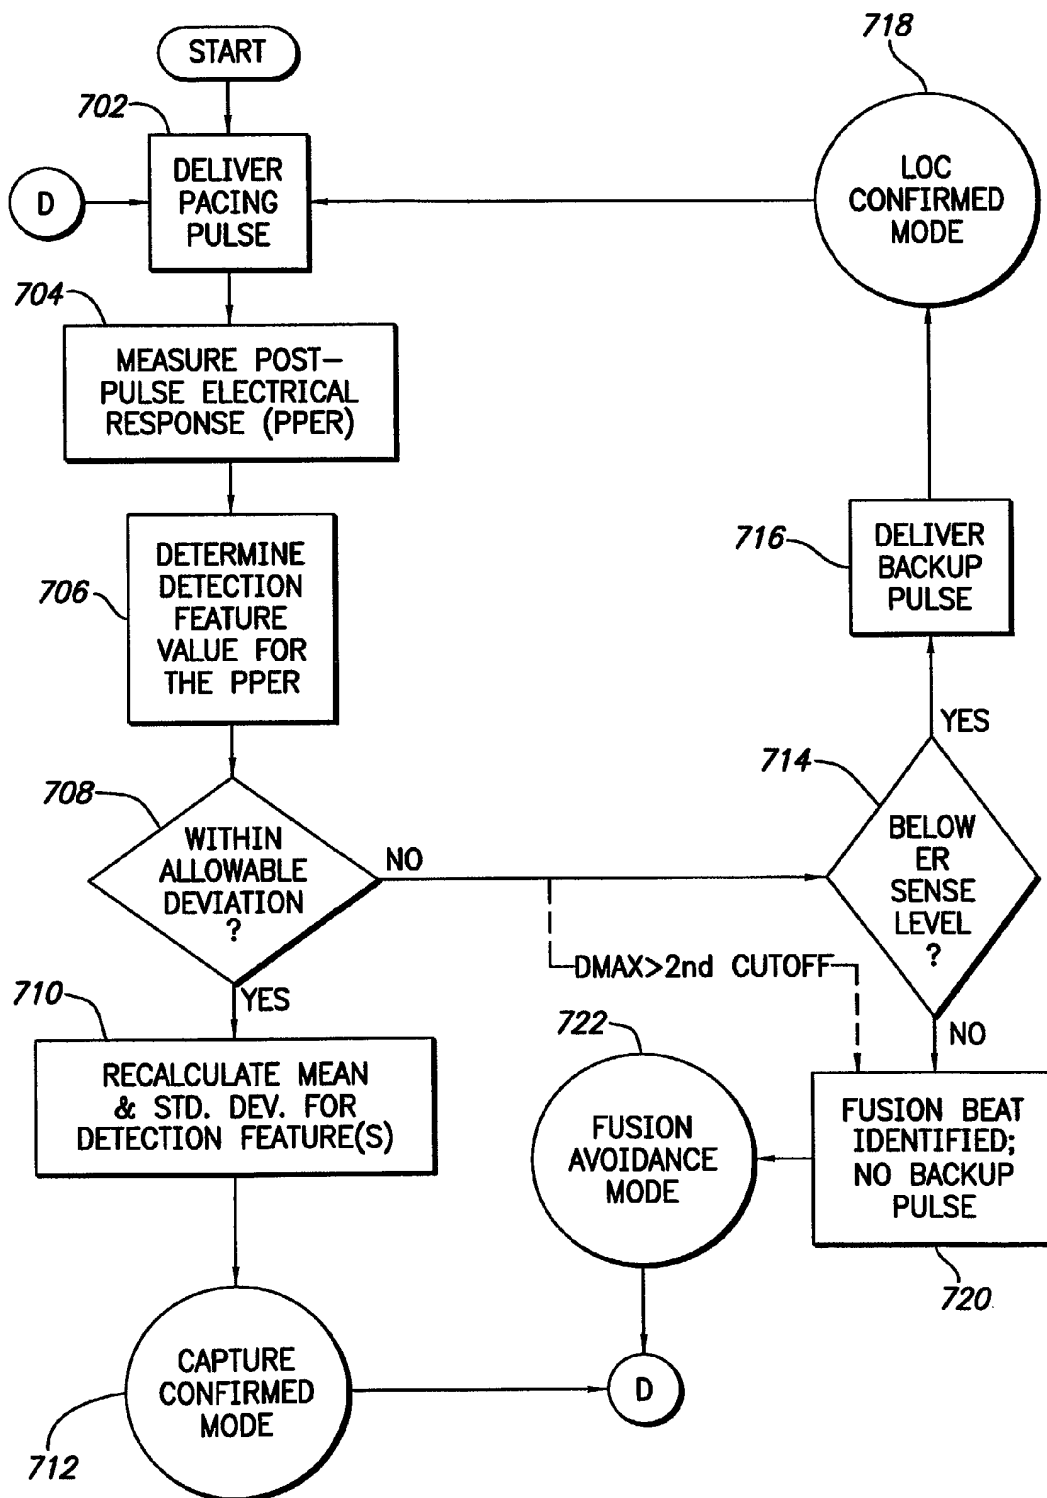 START
718
702
DELIVER
PACING
PULSE
D
LOC
CONFIRMED
MODE
704
MEASURE POST-
PULSE ELECTRICAL
RESPONSE (PPER)
716
DELIVER
BACKUP
PULSE
706
DETERMINE
DETECTION
FEATURE
VALUE FOR
THE PPER
YES
714
708
WITHIN
ALLOWABLE
DEVIATION
?
NO
BELOW
ER
SENSE
LEVEL
?
DMAX>2nd CUTOFF
YES
NO
710
RECALCULATE MEAN
& STD. DEV. FOR
DETECTION FEATURE(S)
722
FUSION
AVOIDANCE
MODE
FUSION BEAT
IDENTIFIED;
NO BACKUP
PULSE
720
CAPTURE
CONFIRMED
MODE
712
D